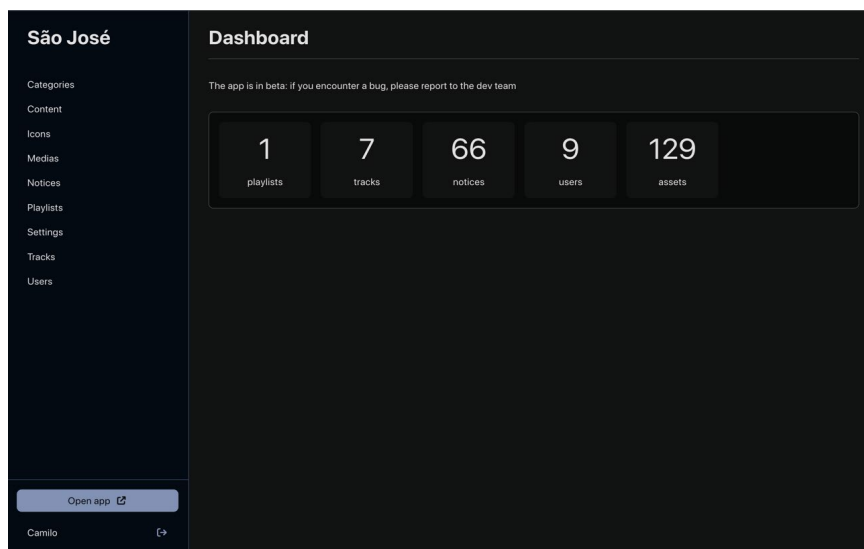 São José
Categories
Content
Icons
Medias
Notices
Playlists
Settings
Tracks
Users
Open app
Camilo
Dashboard
The app is in beta: if you encounter a bug, please report to the dev team
1
playlists
7
tracks
66
notices
9
users
129
assets